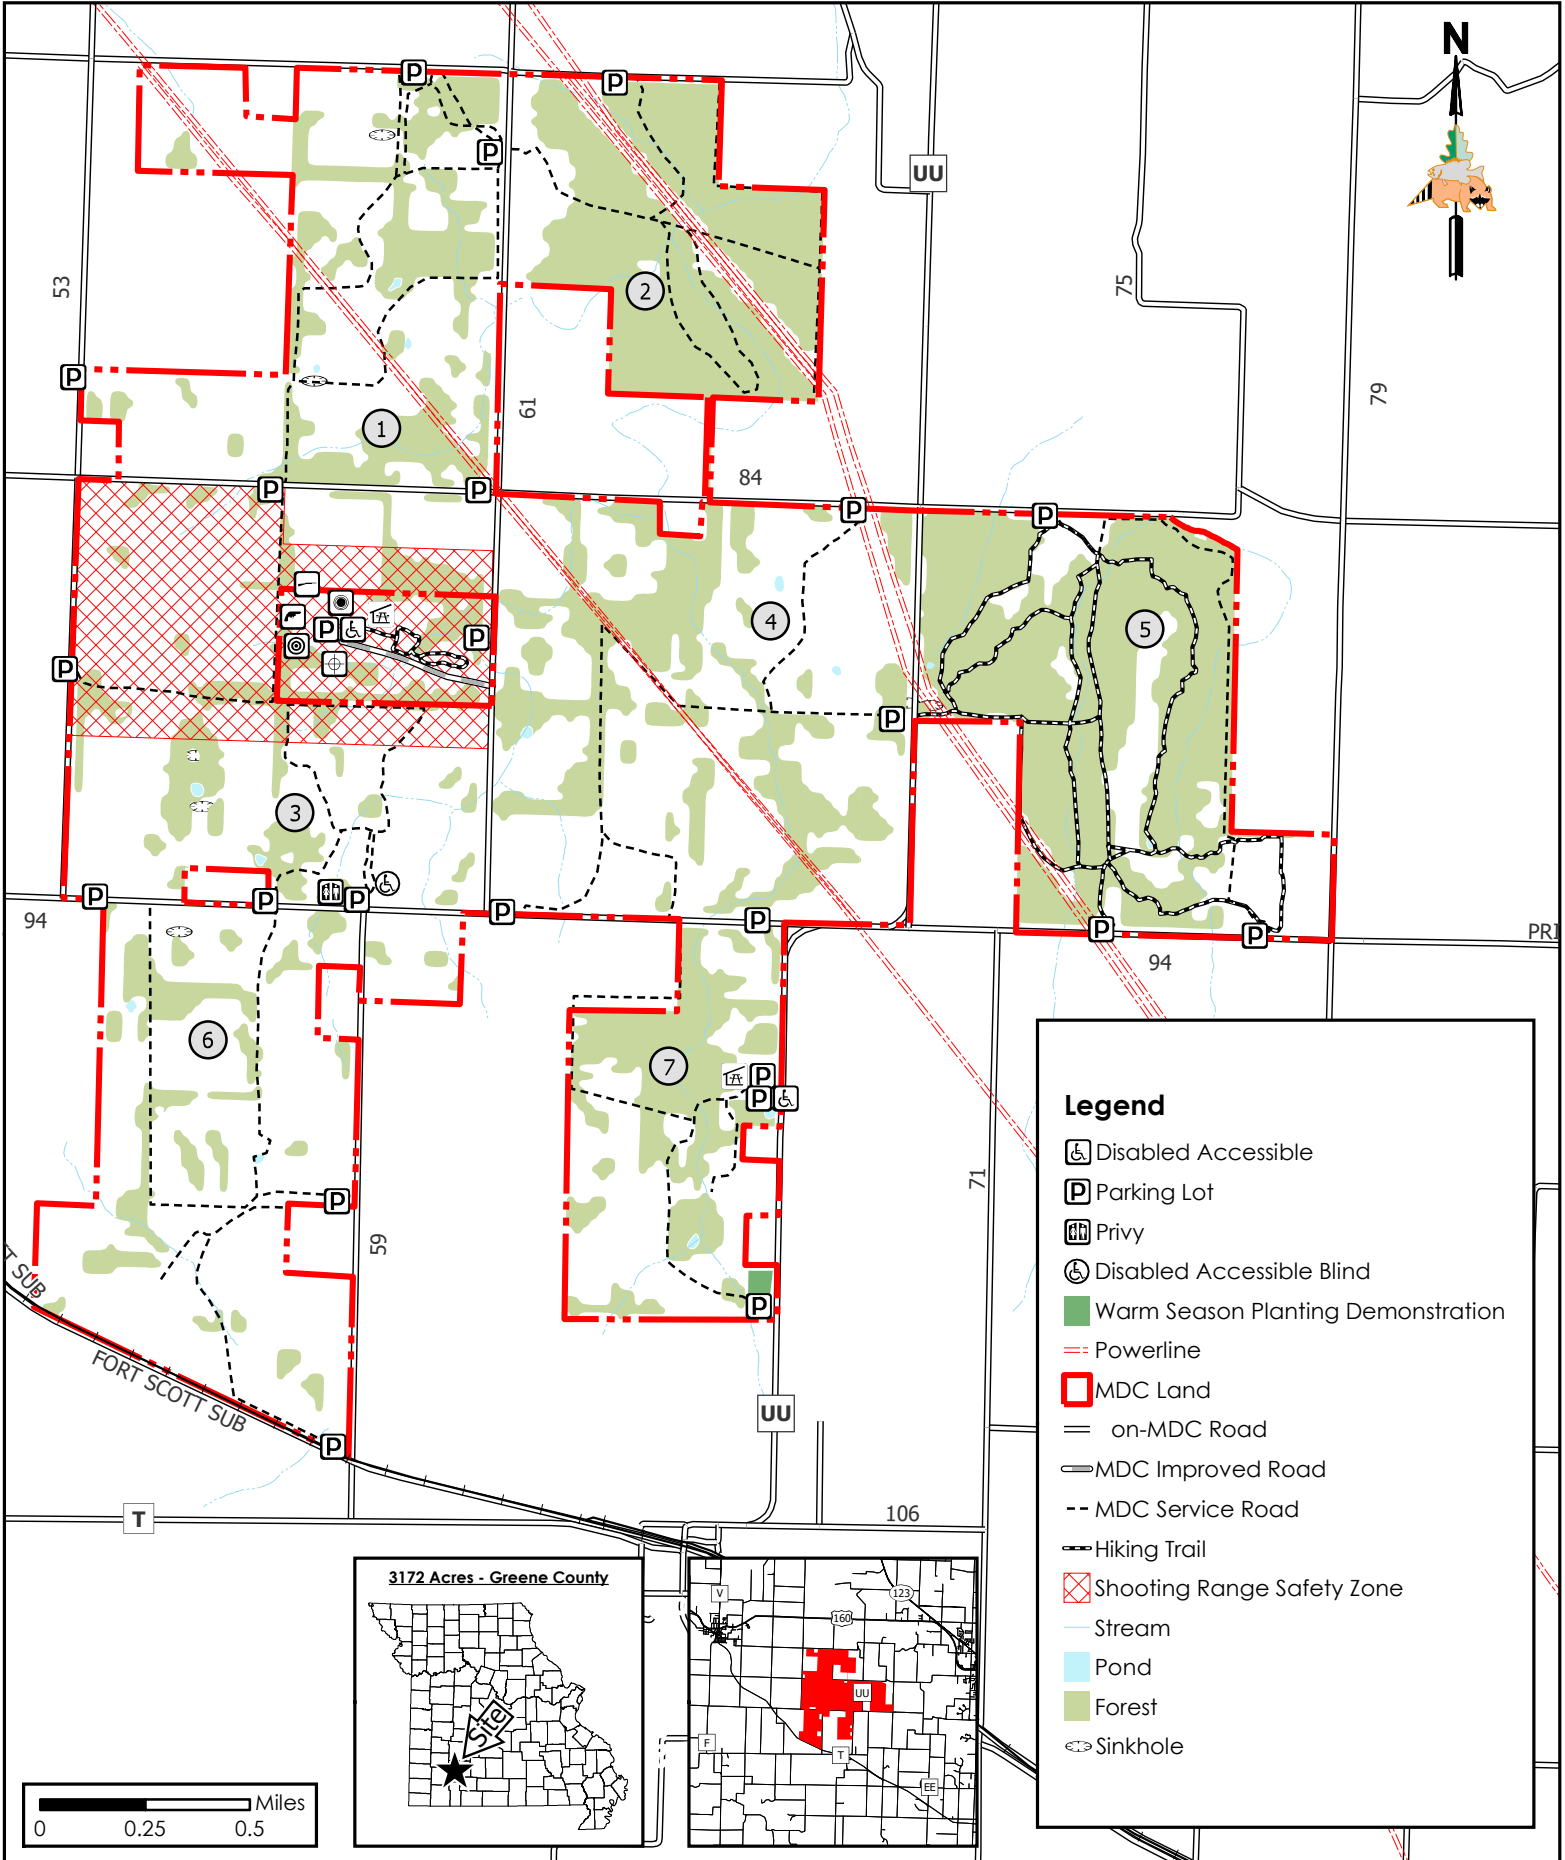 N
P
P
P
UU
53
75
2
79
P
61
1
84
P
P
P
P
4
5
P
P
P
P
3
P
P
P
P
P
94
P
P
PRI
94
6
7
P
P
P
59
71
T SUB
P
FORT SCOTT SUB
UU
P
106
T
Legend
Disabled Accessible
P Parking Lot
Privy
Disabled Accessible Blind
Warm Season Planting Demonstration
Powerline
MDC Land
on-MDC Road
MDC Improved Road
MDC Service Road
Hiking Trail
Shooting Range Safety Zone
Stream
Pond
Forest
Sinkhole
3172 Acres - Greene County
Site
V
123
160
UU
F
T
EE
Miles
0 0.25 0.5